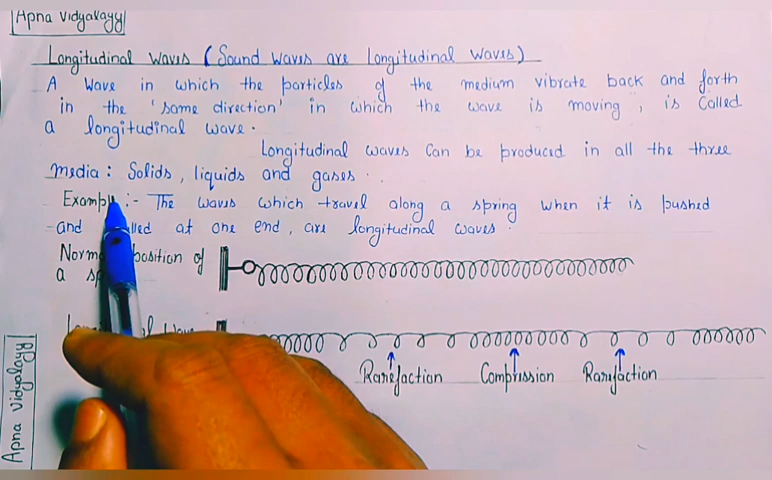 Apna Vidyalayy
Longitudinal Waves (Sound waves are longitudinal waves)
A wave in which the particles of the medium vibrate back and forth
in the 'same direction' in which the wave is moving, is called
a longitudinal wave.
Longitudinal waves can be produced in all the three
media: Solids, liquids and gases.
:- The waves which travel along a spring when it is pushed
and at one end, are longitudinal waves.
position of
a
Wave
Rarefaction Compression Rarefaction
Apna Vidyalayy